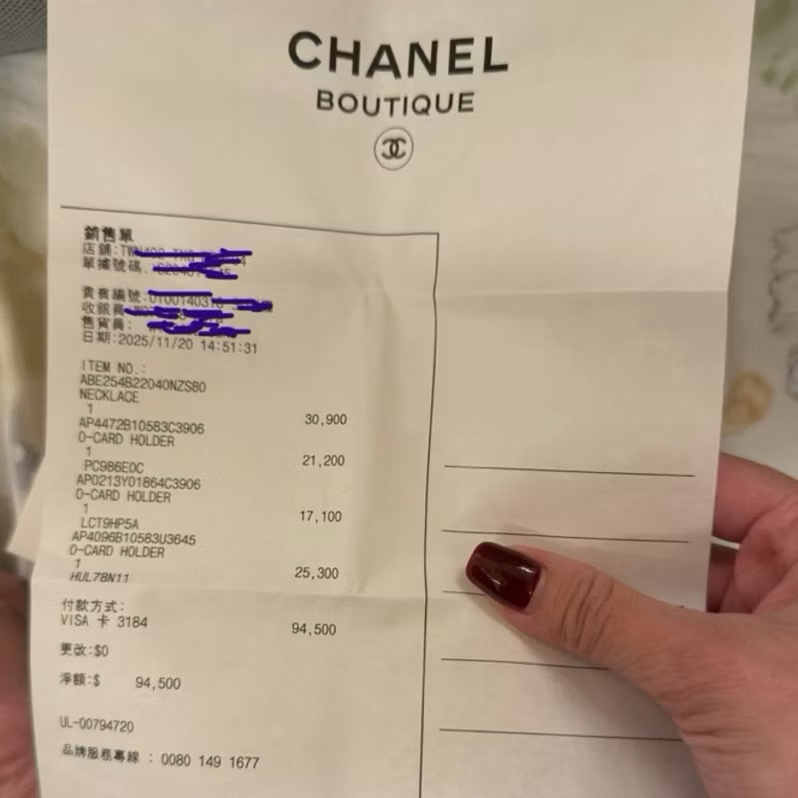 CHANEL
BOUTIQUE
銷售單
店鋪:
單據號碼:
貴賓編號:
收銀員:
售貨員:
日期:2025/11/20 14:51:31
ITEM NO.:
ABE254B22040NZS80
NECKLACE
1 30,900
AP4472B10583C3906
O-CARD HOLDER
1 21,200
PC986E0C
AP0213Y01864C3906
O-CARD HOLDER
1 17,100
LCT9HP5A
AP4096B10583U3645
O-CARD HOLDER
1 25,300
HUL78N11
付款方式:
VISA 卡 3184 94,500
更改:$0
淨額:$ 94,500
UL-00794720
品牌服務專線 : 0080 149 1677